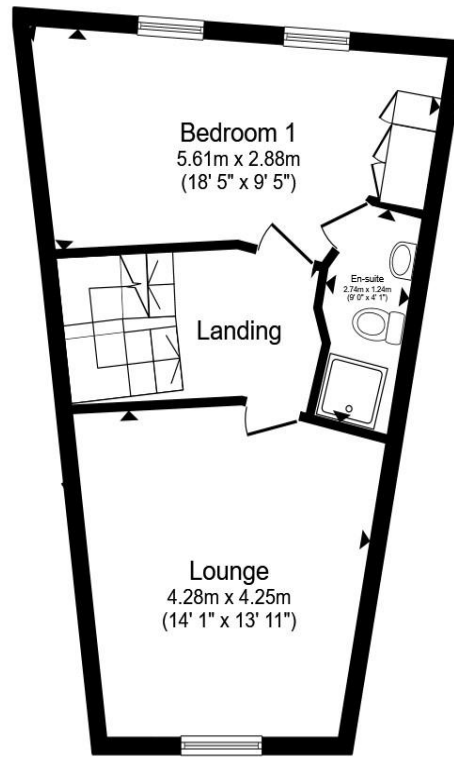 Bedroom 1
5.61m x 2.88m
(18' 5" x 9' 5")
En-suite
2.74m x 1.24m
(9' 0" x 4' 1")
Landing
Lounge
4.28m x 4.25m
(14' 1" x 13' 11")